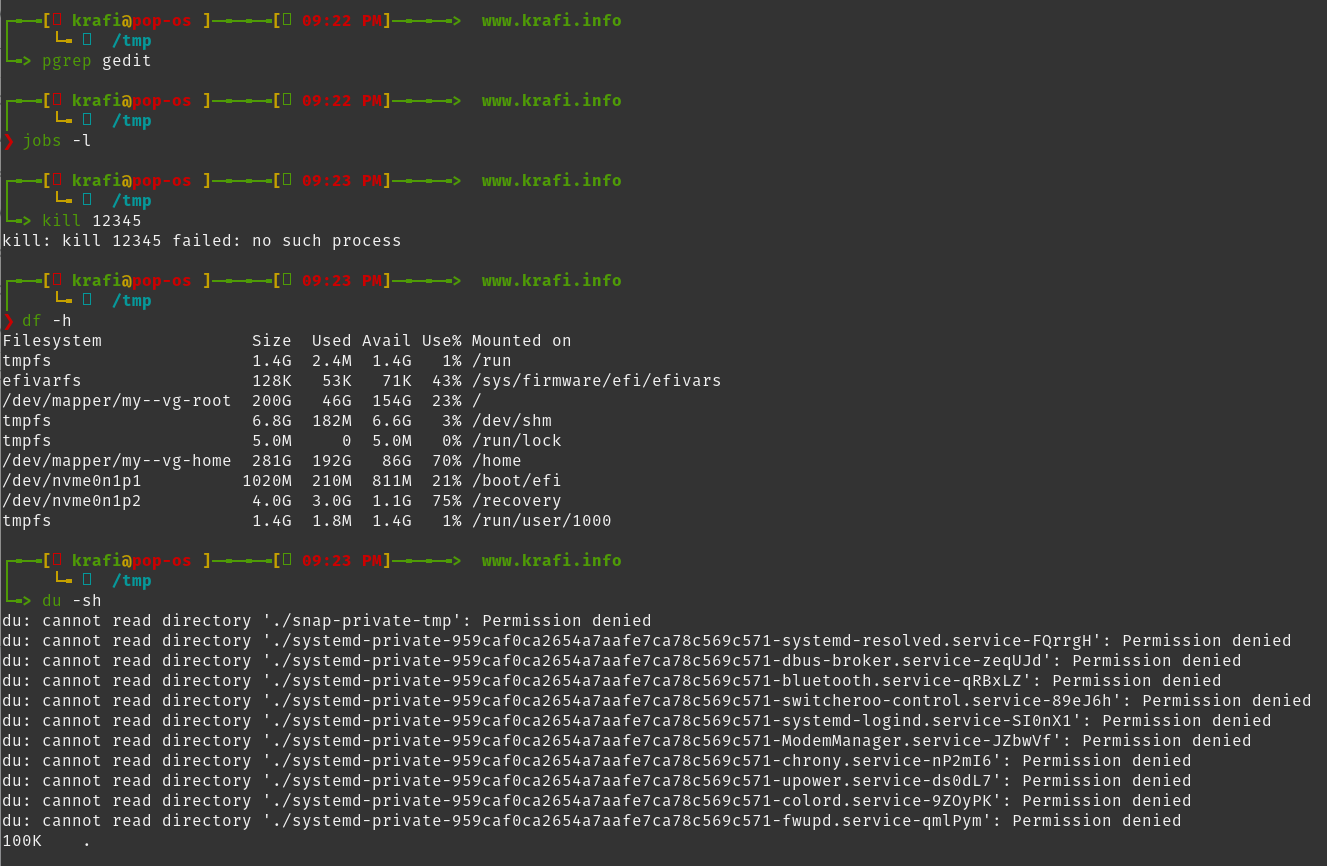 [ krafi@pop-os ]─────[ 09:22 PM]─────> www.krafi.info
/tmp
└─> pgrep gedit
[ krafi@pop-os ]─────[ 09:22 PM]─────> www.krafi.info
/tmp
❯ jobs -l
[ krafi@pop-os ]─────[ 09:23 PM]─────> www.krafi.info
/tmp
└─> kill 12345
kill: kill 12345 failed: no such process
[ krafi@pop-os ]─────[ 09:23 PM]─────> www.krafi.info
/tmp
❯ df -h
Filesystem               Size  Used Avail Use% Mounted on
tmpfs                    1.4G  2.4M  1.4G   1% /run
efivarfs                 128K   53K   71K  43% /sys/firmware/efi/efivars
/dev/mapper/my--vg-root  200G   46G  154G  23% /
tmpfs                    6.8G  182M  6.6G   3% /dev/shm
tmpfs                    5.0M     0  5.0M   0% /run/lock
/dev/mapper/my--vg-home  281G  192G   86G  70% /home
/dev/nvme0n1p1          1020M  210M  811M  21% /boot/efi
/dev/nvme0n1p2           4.0G  3.0G  1.1G  75% /recovery
tmpfs                    1.4G  1.8M  1.4G   1% /run/user/1000
[ krafi@pop-os ]─────[ 09:23 PM]─────> www.krafi.info
/tmp
└─> du -sh
du: cannot read directory './snap-private-tmp': Permission denied
du: cannot read directory './systemd-private-959caf0ca2654a7aafe7ca78c569c571-systemd-resolved.service-FQrrgH': Permission denied
du: cannot read directory './systemd-private-959caf0ca2654a7aafe7ca78c569c571-dbus-broker.service-zeqUJd': Permission denied
du: cannot read directory './systemd-private-959caf0ca2654a7aafe7ca78c569c571-bluetooth.service-qRBxLZ': Permission denied
du: cannot read directory './systemd-private-959caf0ca2654a7aafe7ca78c569c571-switcheroo-control.service-89eJ6h': Permission denied
du: cannot read directory './systemd-private-959caf0ca2654a7aafe7ca78c569c571-systemd-logind.service-SI0nX1': Permission denied
du: cannot read directory './systemd-private-959caf0ca2654a7aafe7ca78c569c571-ModemManager.service-JZbwVf': Permission denied
du: cannot read directory './systemd-private-959caf0ca2654a7aafe7ca78c569c571-chrony.service-nP2mI6': Permission denied
du: cannot read directory './systemd-private-959caf0ca2654a7aafe7ca78c569c571-upower.service-ds0dL7': Permission denied
du: cannot read directory './systemd-private-959caf0ca2654a7aafe7ca78c569c571-colord.service-9ZOyPK': Permission denied
du: cannot read directory './systemd-private-959caf0ca2654a7aafe7ca78c569c571-fwupd.service-qmlPym': Permission denied
100K    .